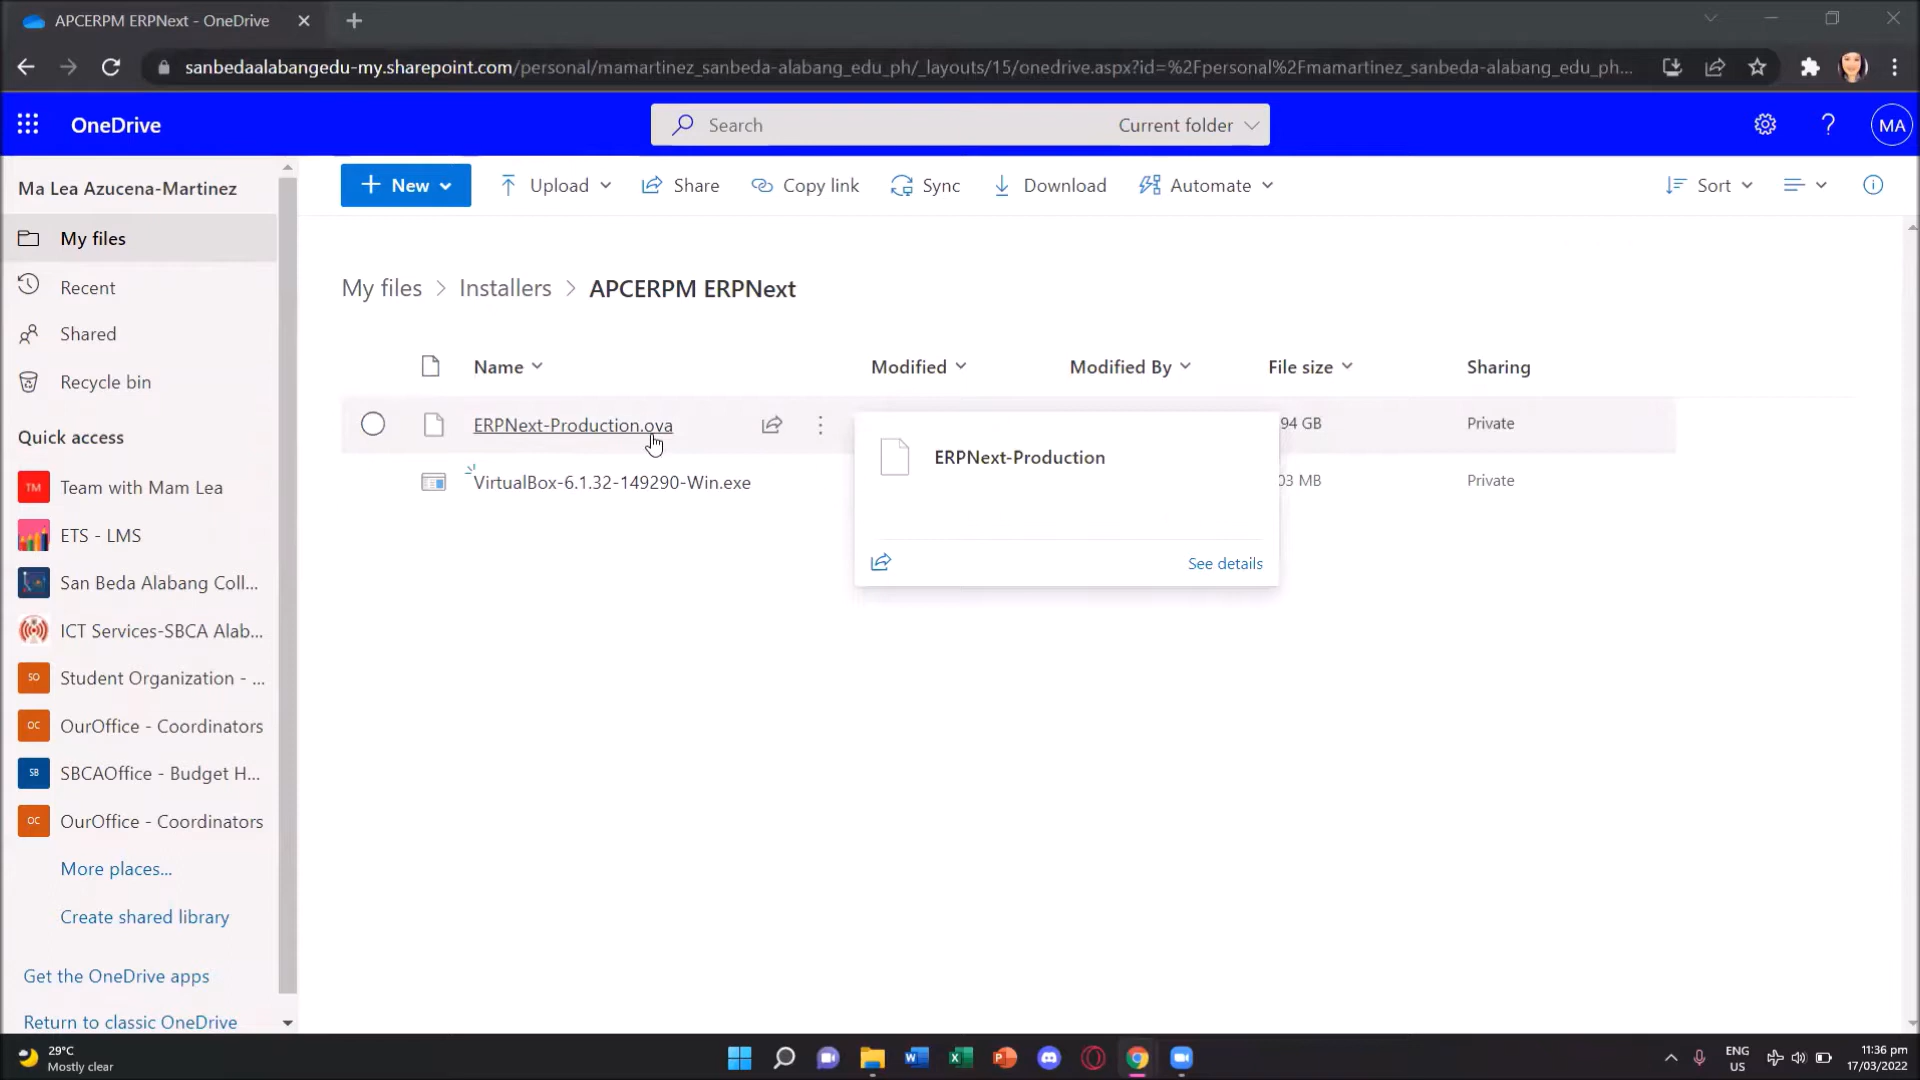 APCERPM ERPNext - OneDrive
sanbedaalabangedu-my.sharepoint.com/personal/mamartinez_sanbeda-alabang_edu_ph/_layouts/15/onedrive.aspx?id=%2Fpersonal%2Fmamartinez_sanbeda-alabang_edu_ph...
OneDrive
Search
Current folder
MA
Ma Lea Azucena-Martinez
My files
Recent
Shared
Recycle bin
Quick access
TM Team with Mam Lea
ETS - LMS
San Beda Alabang Coll...
ICT Services-SBCA Alab...
SO Student Organization - ...
OC OurOffice - Coordinators
SB SBCAOffice - Budget H...
OC OurOffice - Coordinators
More places...
Create shared library
Get the OneDrive apps
Return to classic OneDrive
New
Upload
Share
Copy link
Sync
Download
Automate
Sort
My files > Installers > APCERPM ERPNext
Name Modified Modified By File size Sharing
ERPNext-Production.ova 94 GB Private
VirtualBox-6.1.32-149290-Win.exe 03 MB Private
ERPNext-Production
See details
29°C
Mostly clear
ENG
US
11:36 pm
17/03/2022